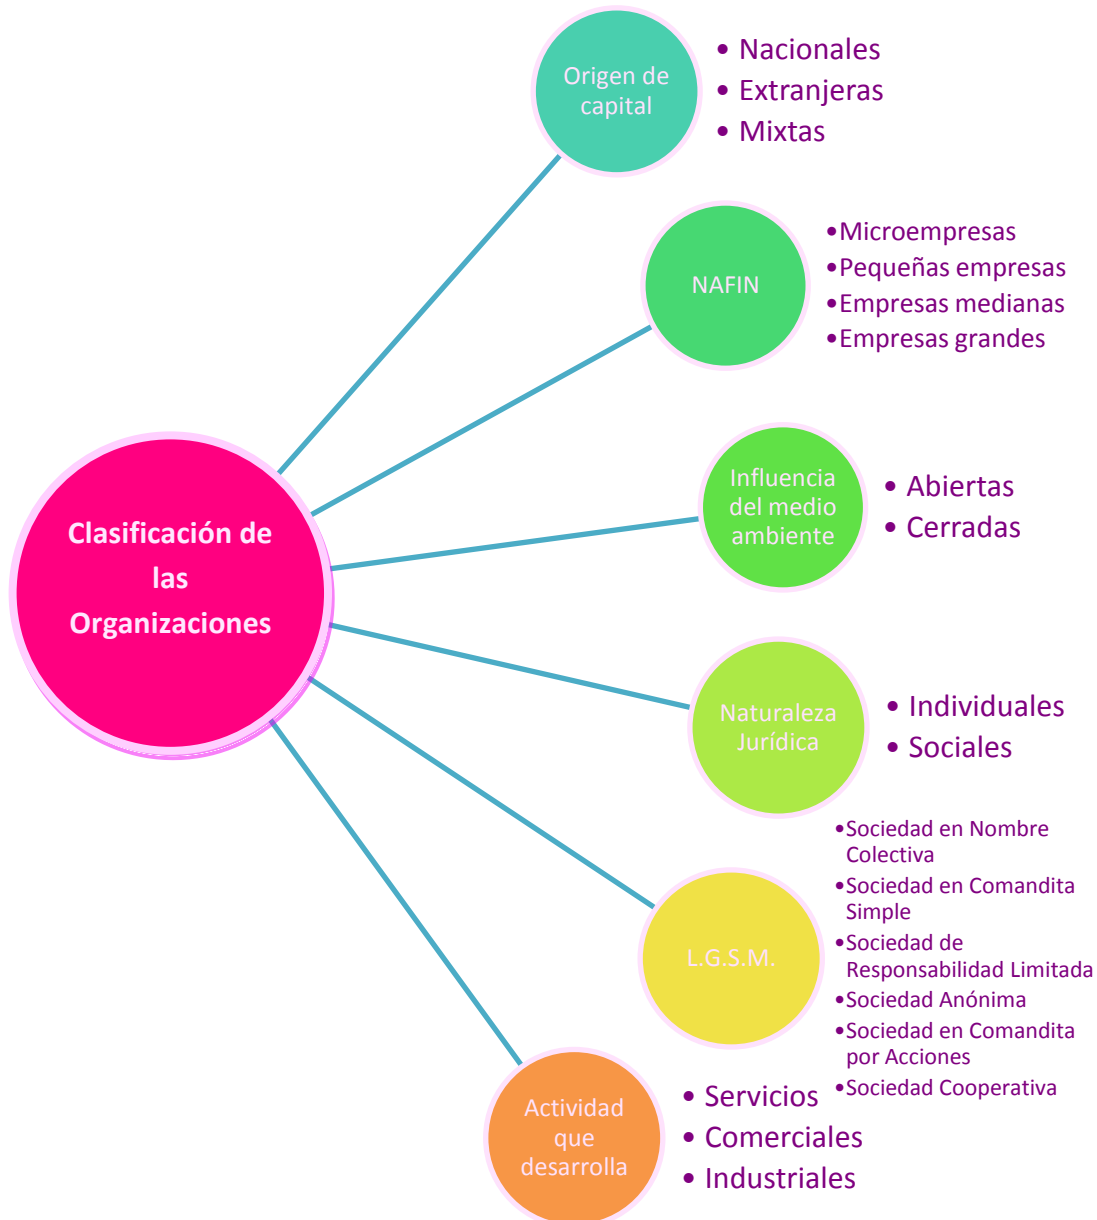 Origen de
capital
• Nacionales
• Extranjeras
• Mixtas
NAFIN
•Microempresas
•Pequeñas empresas
•Empresas medianas
•Empresas grandes
Influencia
del medio
ambiente
• Abiertas
• Cerradas
Clasificación de
las
Organizaciones
Naturaleza
Jurídica
• Individuales
• Sociales
L.G.S.M.
•Sociedad en Nombre
Colectiva
•Sociedad en Comandita
Simple
•Sociedad de
Responsabilidad Limitada
•Sociedad Anónima
•Sociedad en Comandita
por Acciones
•Sociedad Cooperativa
Actividad
que
desarrolla
• Servicios
• Comerciales
• Industriales